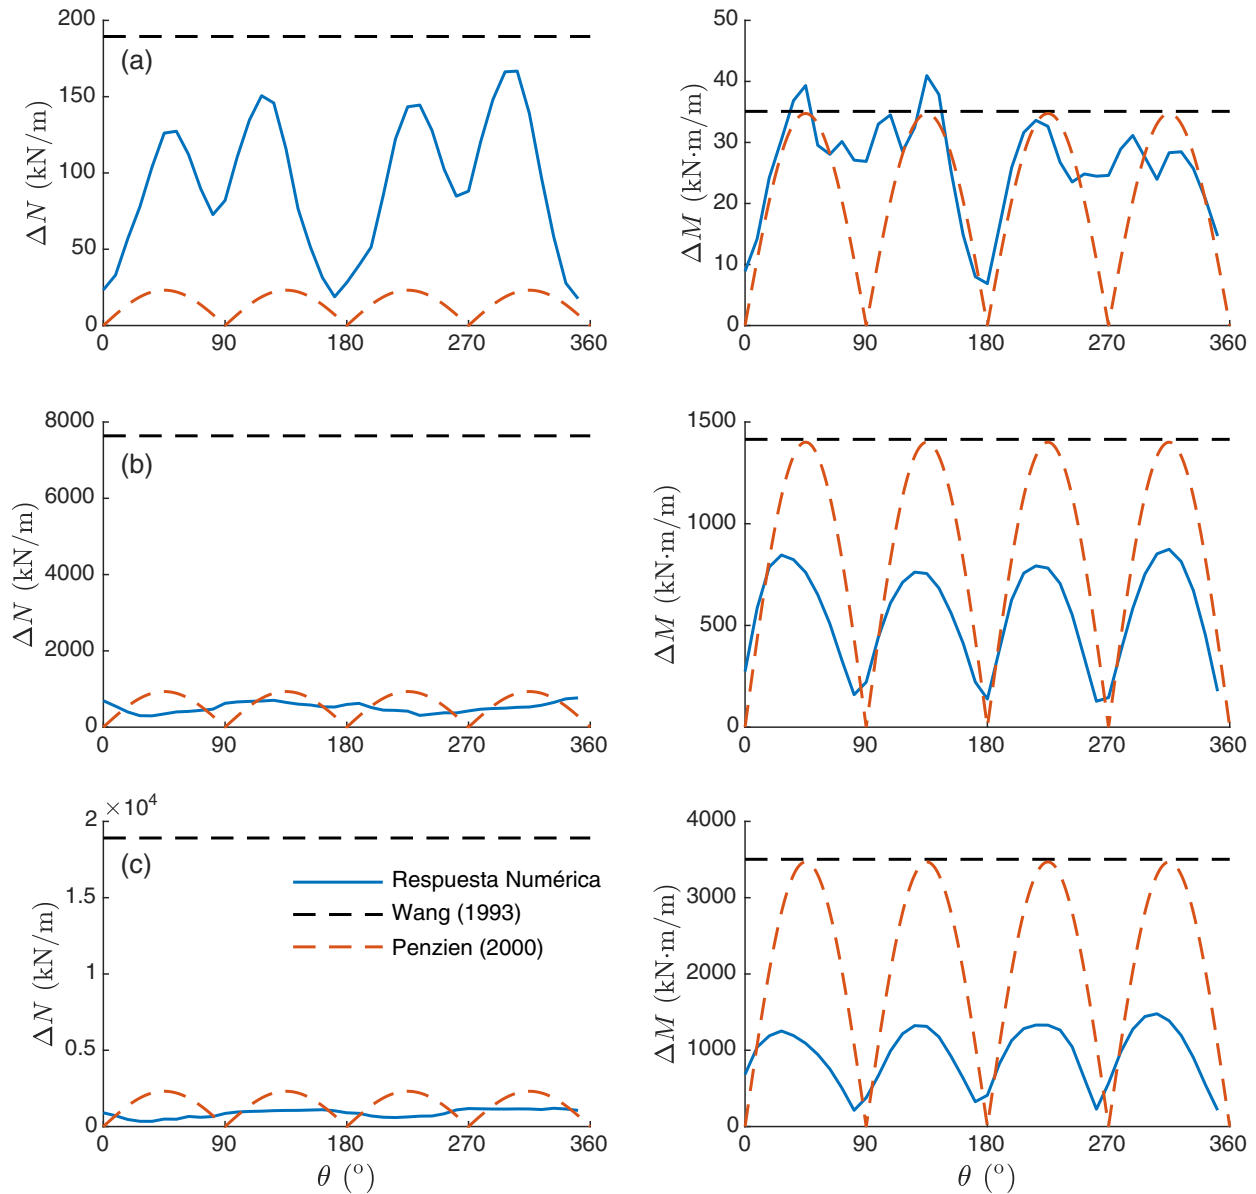 200
150
100
50
0
0 90 180 270 360
ΔN (kN/m)
(a)
50
40
30
20
10
0
0 90 180 270 360
ΔM (kN·m/m)
8000
6000
4000
2000
0
0 90 180 270 360
ΔN (kN/m)
(b)
1500
1000
500
0
0 90 180 270 360
ΔM (kN·m/m)
2 ×10⁴
1.5
1
0.5
0
0 90 180 270 360
ΔN (kN/m)
θ (°)
(c)
Respuesta Numérica
Wang (1993)
Penzien (2000)
4000
3000
2000
1000
0
0 90 180 270 360
ΔM (kN·m/m)
θ (°)